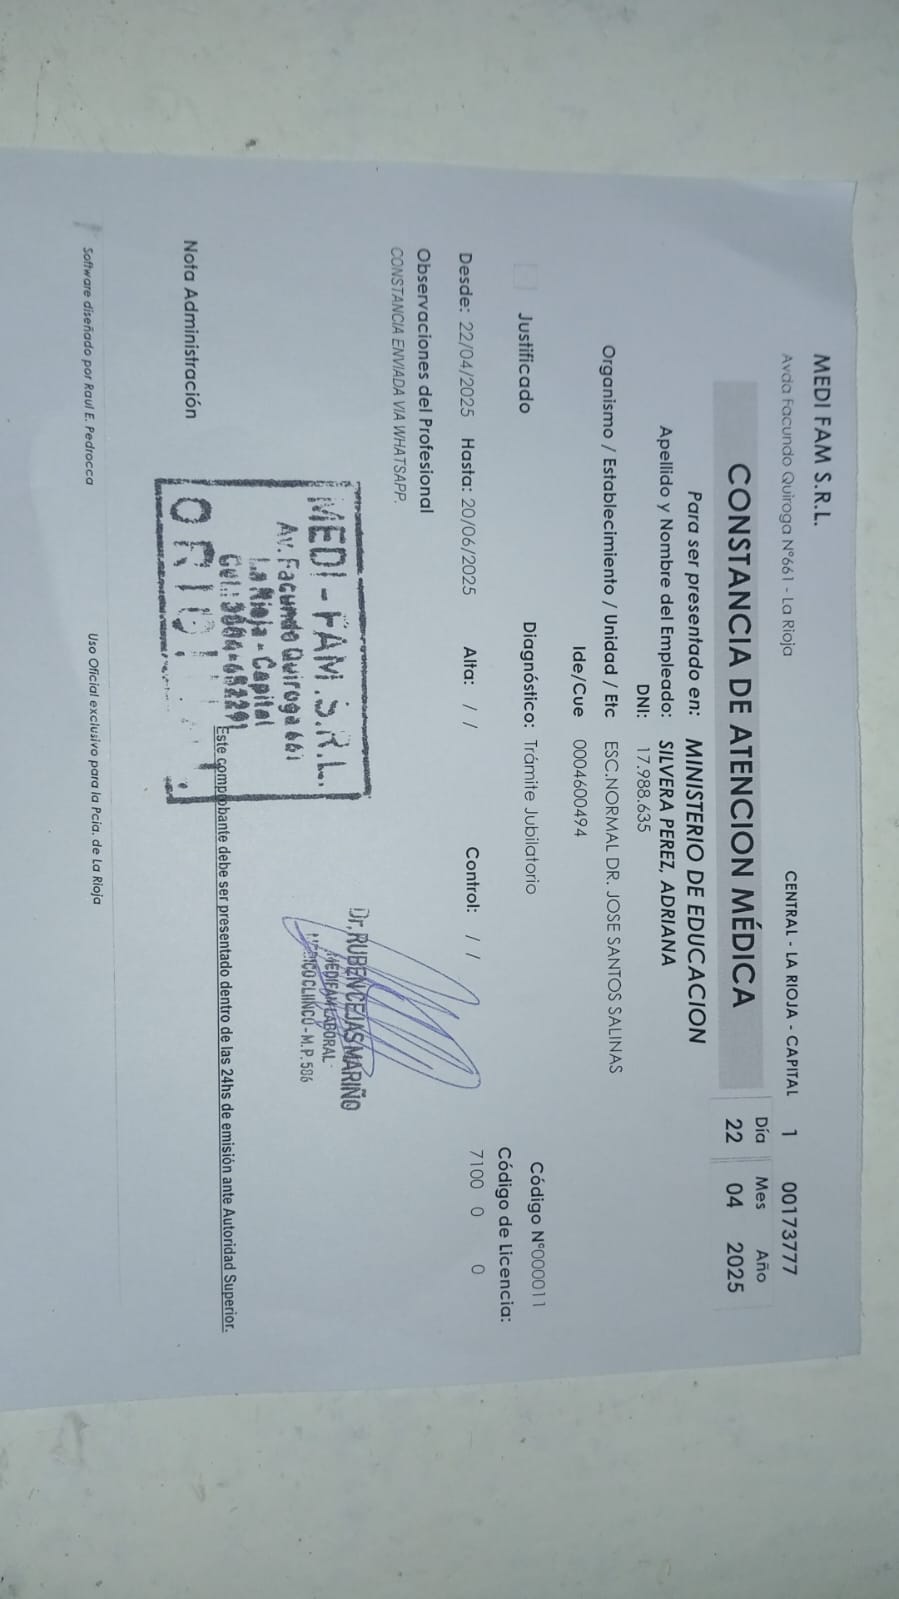 MEDI FAM S.R.L.
Avda Facundo Quiroga N°661 - La Rioja
CENTRAL - LA RIOJA - CAPITAL 1 00173777
CONSTANCIA DE ATENCION MÉDICA
Día Mes Año
22 04 2025
Para ser presentado en: MINISTERIO DE EDUCACION
Apellido y Nombre del Empleado: SILVERA PEREZ, ADRIANA
DNI: 17.988.635
Organismo / Establecimiento / Unidad / Etc ESC.NORMAL DR. JOSE SANTOS SALINAS
Ide/Cue 0004600494
Justificado
Diagnóstico: Trámite Jubilatorio
Código N°000011
Código de Licencia:
7100 0 0
Desde: 22/04/2025 Hasta: 20/06/2025 Alta: / / Control: / /
Observaciones del Profesional
CONSTANCIA ENVIADA VIA WHATSAPP.
MEDI-FAM.S.R.L.
Av. Facundo Quiroga 661
La Rioja - Capital
Dr. RUBEN CEJAS MARIÑO
MEDIFAM LABORAL
MEDICO CLINICO - M.P. 586
Nota Administración
Este comprobante debe ser presentado dentro de las 24hs de emisión ante Autoridad Superior.
Software diseñado por Raul E. Pedrocca
Uso Oficial exclusivo para la Pcia. de La Rioja